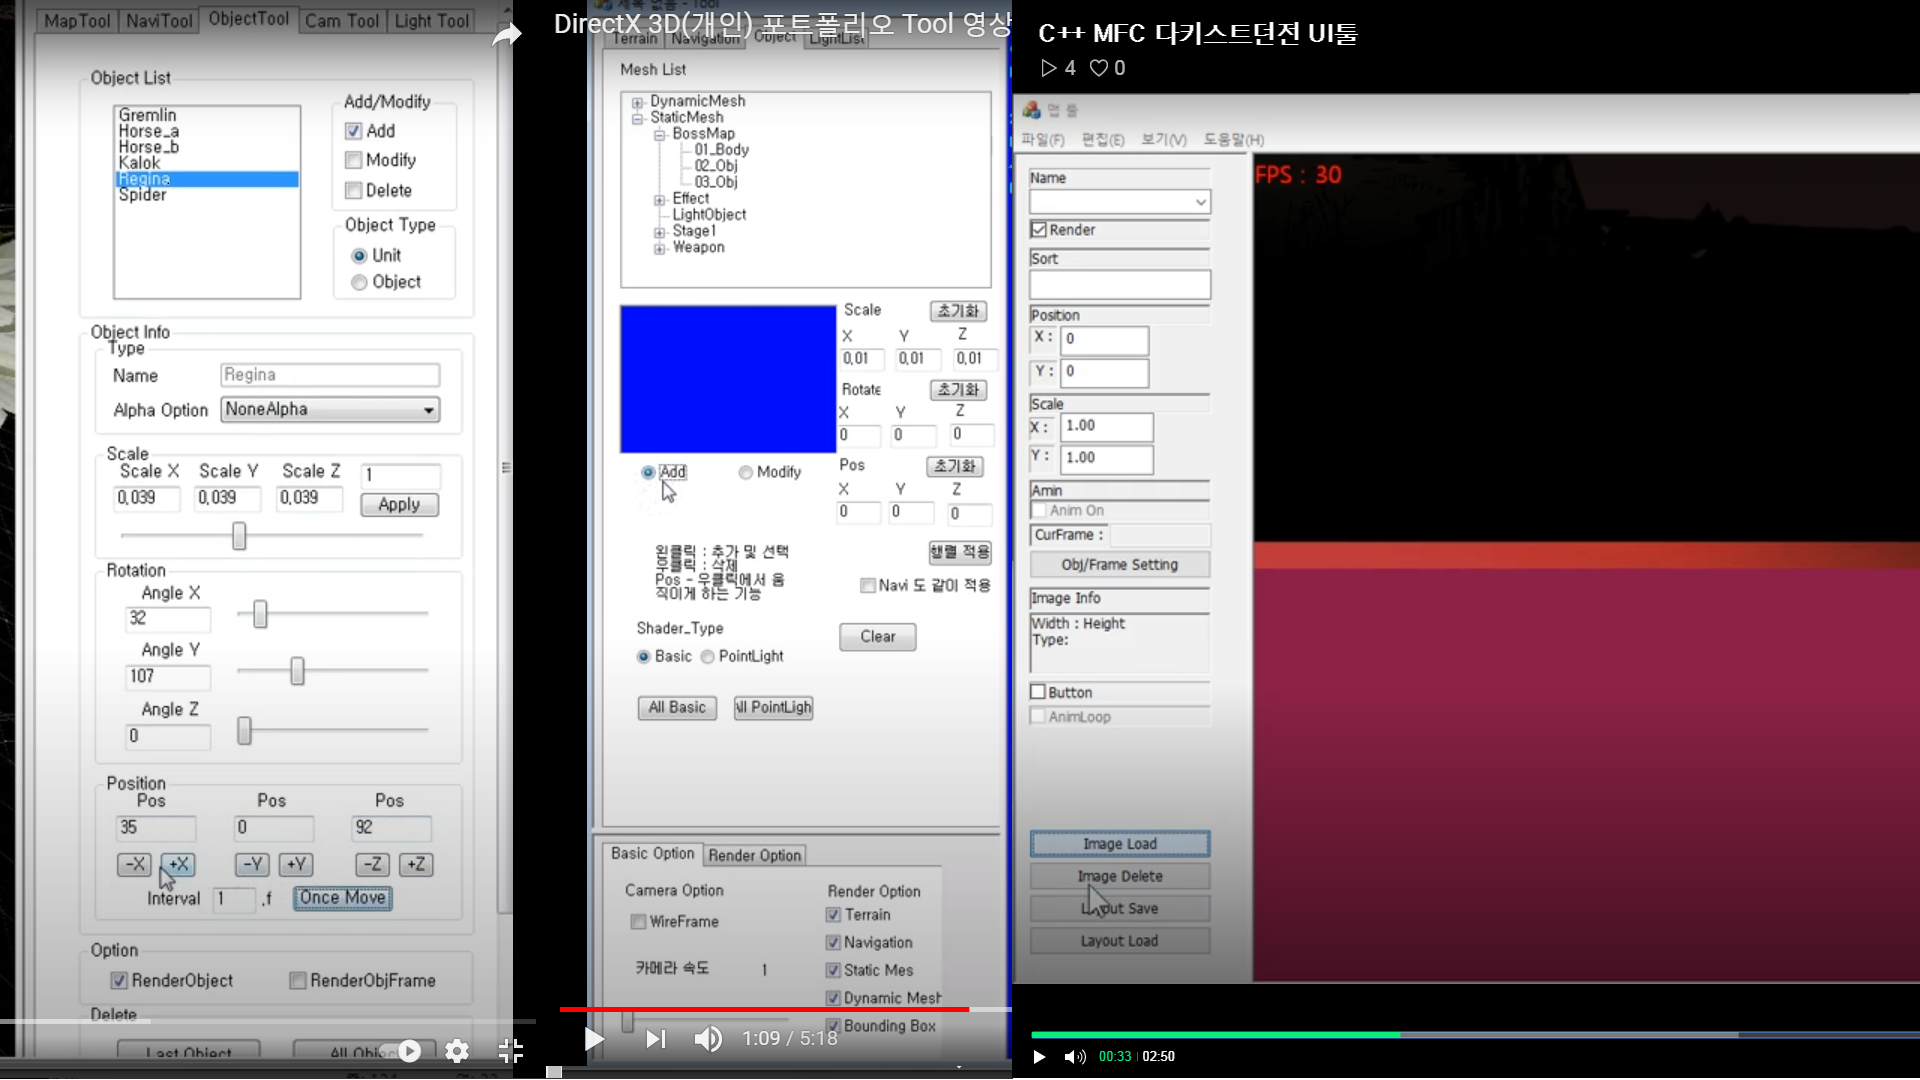 MapTool NaviTool ObjectTool Cam Tool Light Tool
Object List
Gremlin
Horse_a
Horse_b
Kalok
Regina
Spider
Add/Modify
Add
Modify
Delete
Object Type
Unit
Object
Object Info
Type
Name Regina
Alpha Option NoneAlpha
Scale
Scale X Scale Y Scale Z 1
0,039 0,039 0,039 Apply
Rotation
Angle X
32
Angle Y
107
Angle Z
0
Position
Pos Pos Pos
35 0 92
-X +X -Y +Y -Z +Z
Interval 1 .f Once Move
Option
RenderObject RenderObjFrame
Delete
Last Object
DirectX 3D(개인) 포트폴리오 Tool 영상
Terrain Navigation Object LightList
Mesh List
DynamicMesh
StaticMesh
BossMap
01_Body
02_Obj
03_Obj
Effect
LightObject
Stage1
Weapon
Scale 초기화
X Y Z
0,01 0,01 0,01
Rotate 초기화
X Y Z
0 0 0
Add Modify
Pos 초기화
X Y Z
0 0 0
왼클릭 : 추가 및 선택
우클릭 : 삭제
Pos - 우클릭에서 움
직이게 하는 기능
행렬 적용
Navi 도 같이 적용
Shader_Type
Clear
Basic PointLight
All Basic
Basic Option Render Option
Camera Option
WireFrame
카메라 속도 1
Render Option
Terrain
Navigation
Static Mes
Dynamic Mesh
Bounding Box
1:09 / 5:18
C++ MFC 다키스트던전 UI툴
4 0
맵 툴
파일(F) 편집(E) 보기(V) 도움말(H)
Name
Render
Sort
Position
X : 0
Y : 0
Scale
X : 1.00
Y : 1.00
Amin
Anim On
CurFrame :
Obj/Frame Setting
Image Info
Width : Height
Type:
Button
AnimLoop
Image Load
Image Delete
Layout Save
Layout Load
FPS : 30
00:33 02:50